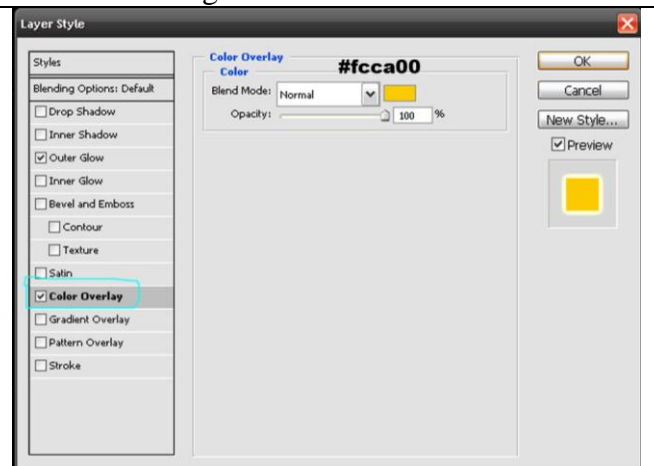 Layer Style
Styles
Blending Options: Default
Drop Shadow
Inner Shadow
Outer Glow
Inner Glow
Bevel and Emboss
Contour
Texture
Satin
Color Overlay
Gradient Overlay
Pattern Overlay
Stroke
Color Overlay
Color
#fcca00
Blend Mode: Normal
Opacity: 100 %
OK
Cancel
New Style...
Preview